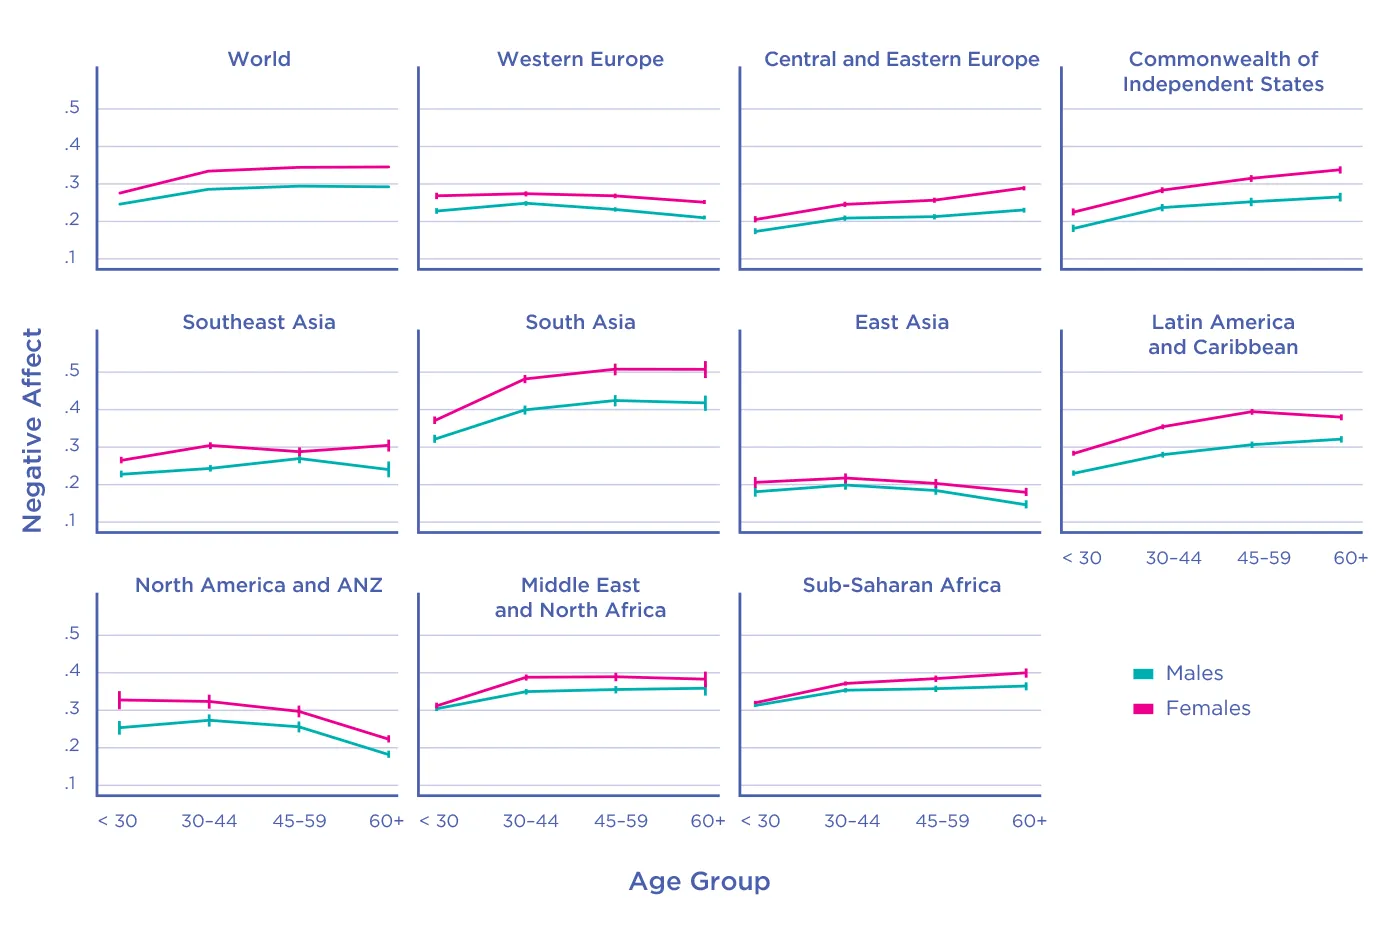 World
Western Europe
Central and Eastern Europe
Commonwealth of
Independent States
.5
.4
.3
.2
.1
Negative Affect
Southeast Asia
South Asia
East Asia
Latin America
and Caribbean
.5
.4
.3
.2
.1
< 30 30–44 45–59 60+
North America and ANZ
Middle East
and North Africa
Sub-Saharan Africa
.5
.4
.3
.2
.1
Males
Females
< 30 30–44 45–59 60+
< 30 30–44 45–59 60+
< 30 30–44 45–59 60+
Age Group